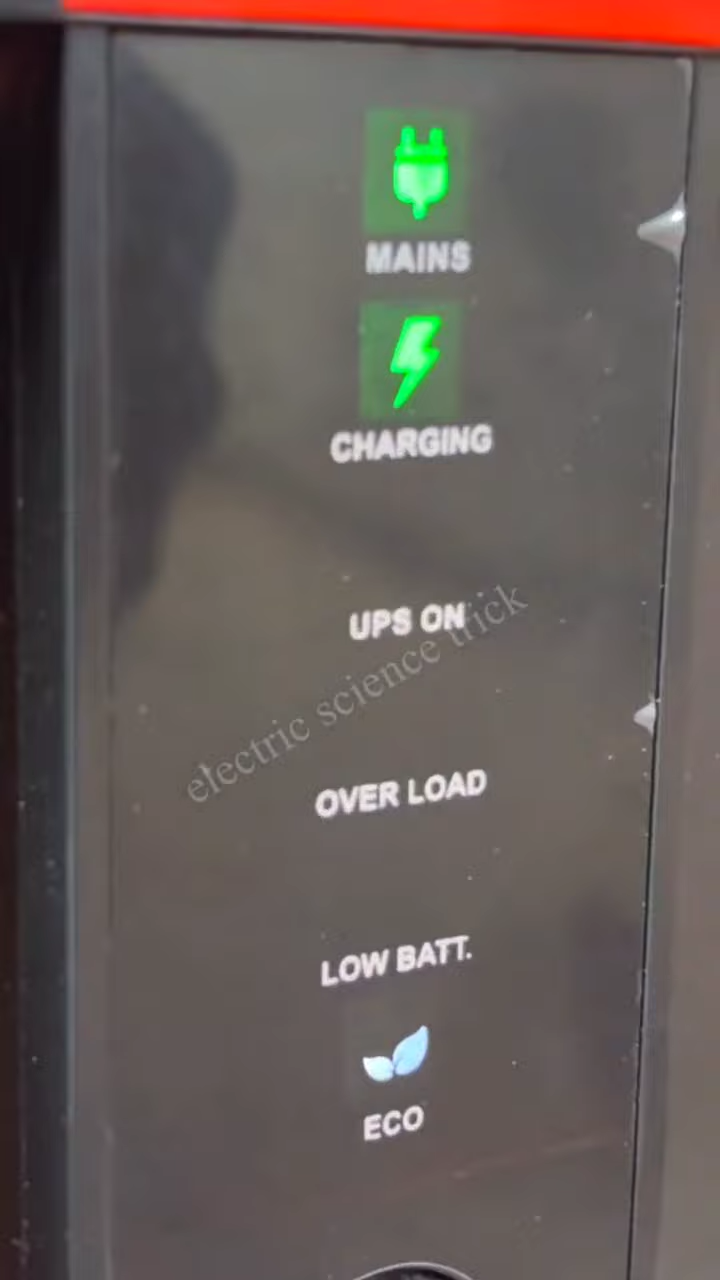 MAINS
CHARGING
UPS ON
electric science trick
OVER LOAD
LOW BATT.
ECO